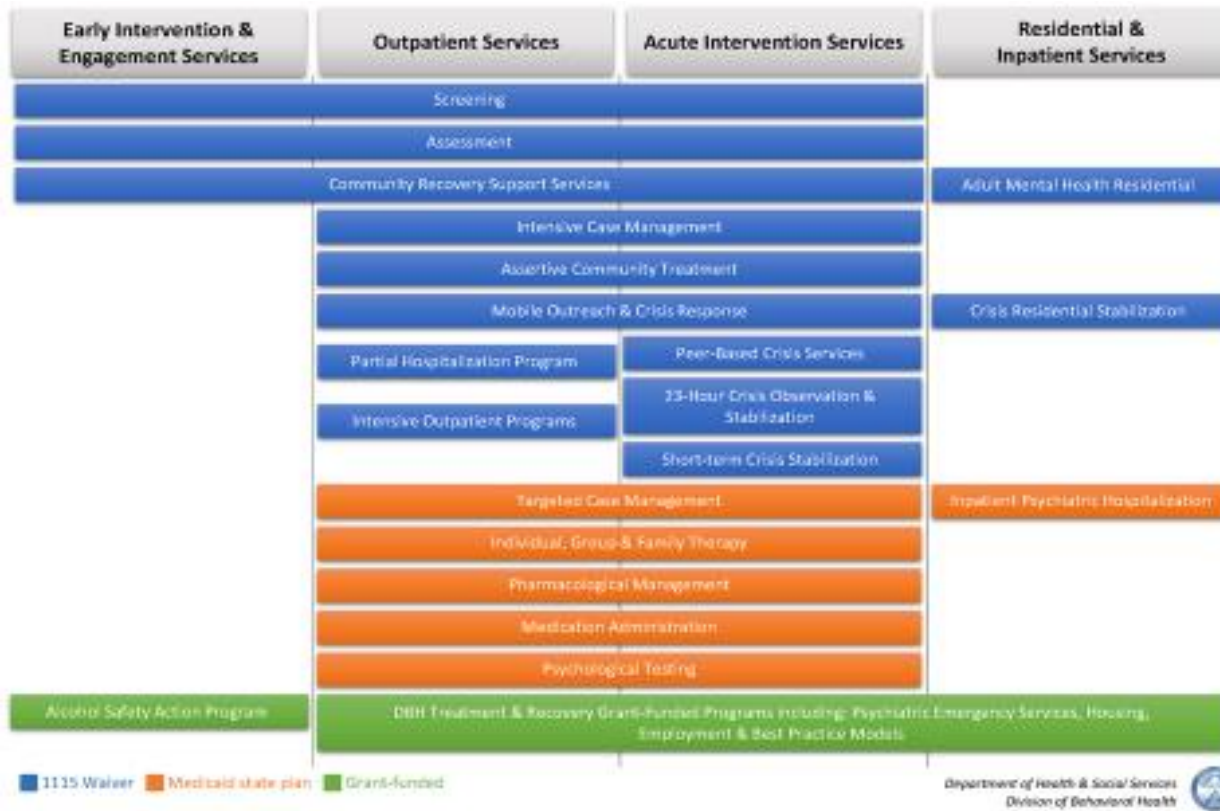 Early Intervention &
Engagement Services
Outpatient Services
Acute Intervention Services
Residential &
Inpatient Services
Screening
Assessment
Community Recovery Support Services
Adult Mental Health Residential
Intensive Case Management
Assertive Community Treatment
Mobile Outreach & Crisis Response
Crisis Residential Stabilization
Partial Hospitalization Program
Peer-Based Crisis Services
23-Hour Crisis Observation &
Stabilization
Intensive Outpatient Programs
Short-term Crisis Stabilization
Targeted Case Management
Inpatient Psychiatric Hospitalization
Individual, Group & Family Therapy
Pharmacological Management
Medication Administration
Psychological Testing
Alcohol Safety Action Program
DBH Treatment & Recovery Grant-Funded Programs including: Psychiatric Emergency Services, Housing,
Employment & Best Practice Models
1115 Waiver
Medicaid state plan
Grant-funded
Department of Health & Social Services
Division of Behavioral Health